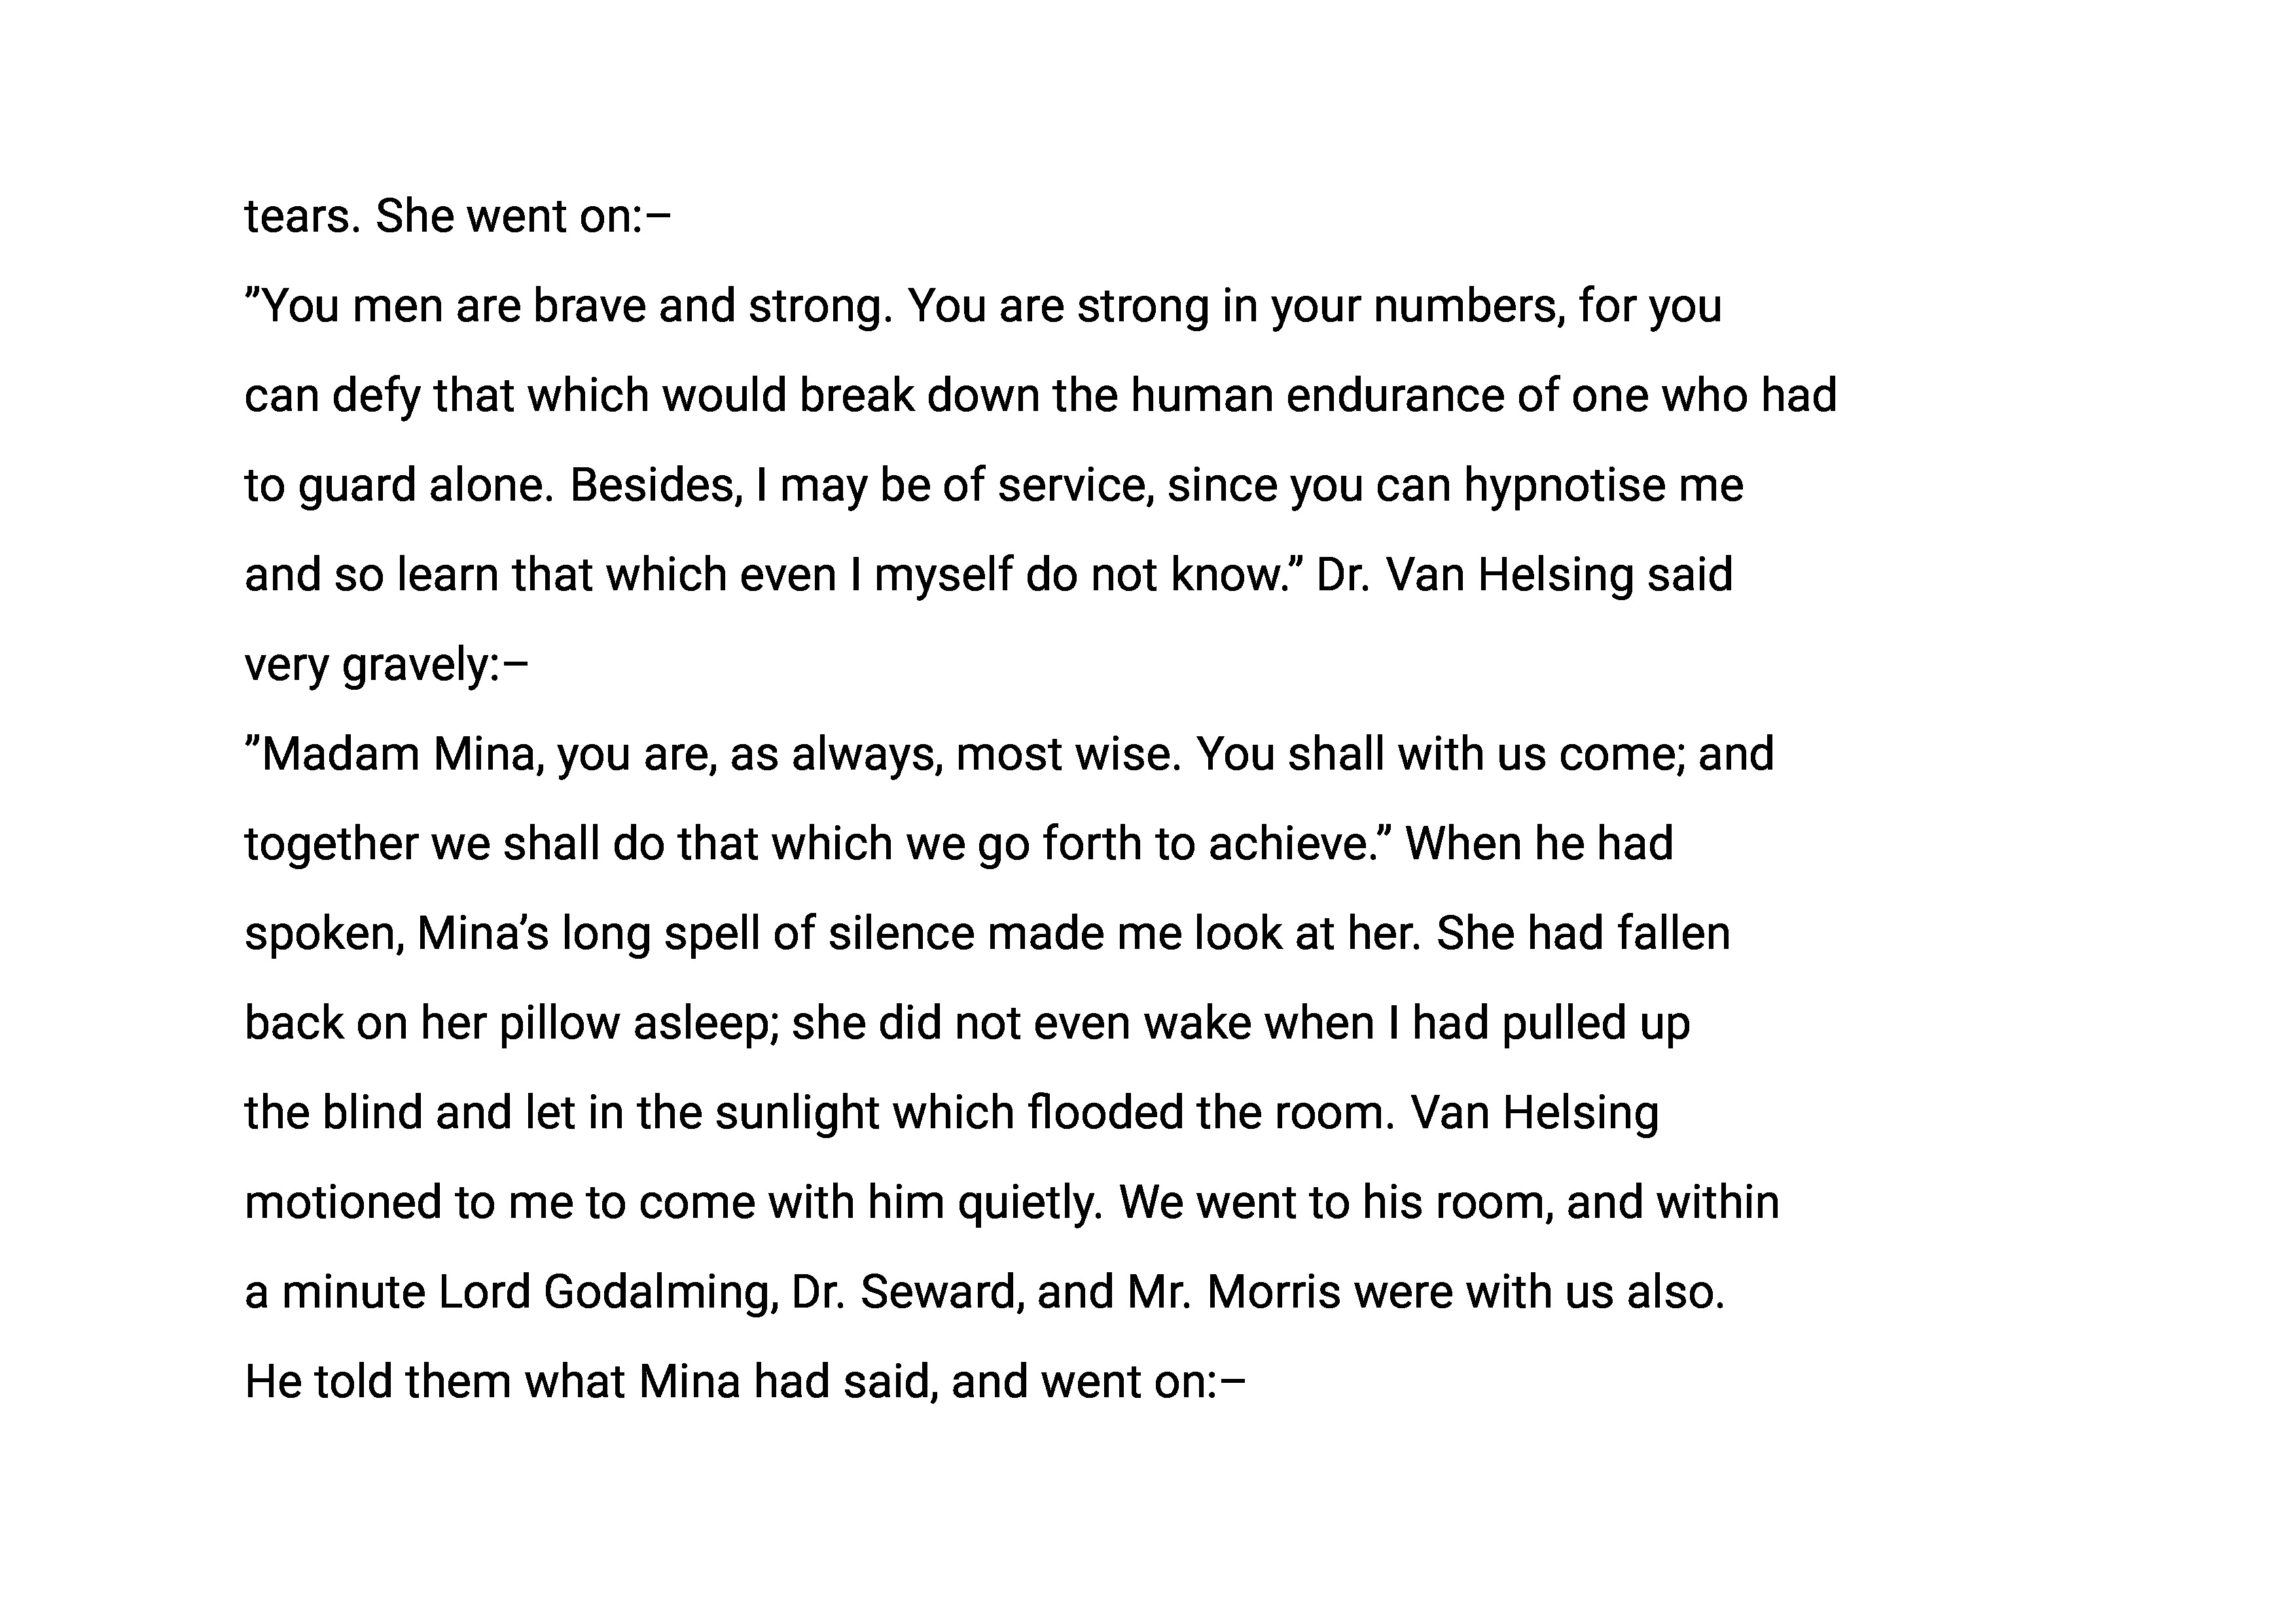 tears. She went on:–
”You men are brave and strong. You are strong in your numbers, for you
can defy that which would break down the human endurance of one who had
to guard alone. Besides, I may be of service, since you can hypnotise me
and so learn that which even I myself do not know.” Dr. Van Helsing said
very gravely:–
”Madam Mina, you are, as always, most wise. You shall with us come; and
together we shall do that which we go forth to achieve.” When he had
spoken, Mina’s long spell of silence made me look at her. She had fallen
back on her pillow asleep; she did not even wake when I had pulled up
the blind and let in the sunlight which flooded the room. Van Helsing
motioned to me to come with him quietly. We went to his room, and within
a minute Lord Godalming, Dr. Seward, and Mr. Morris were with us also.
He told them what Mina had said, and went on:–